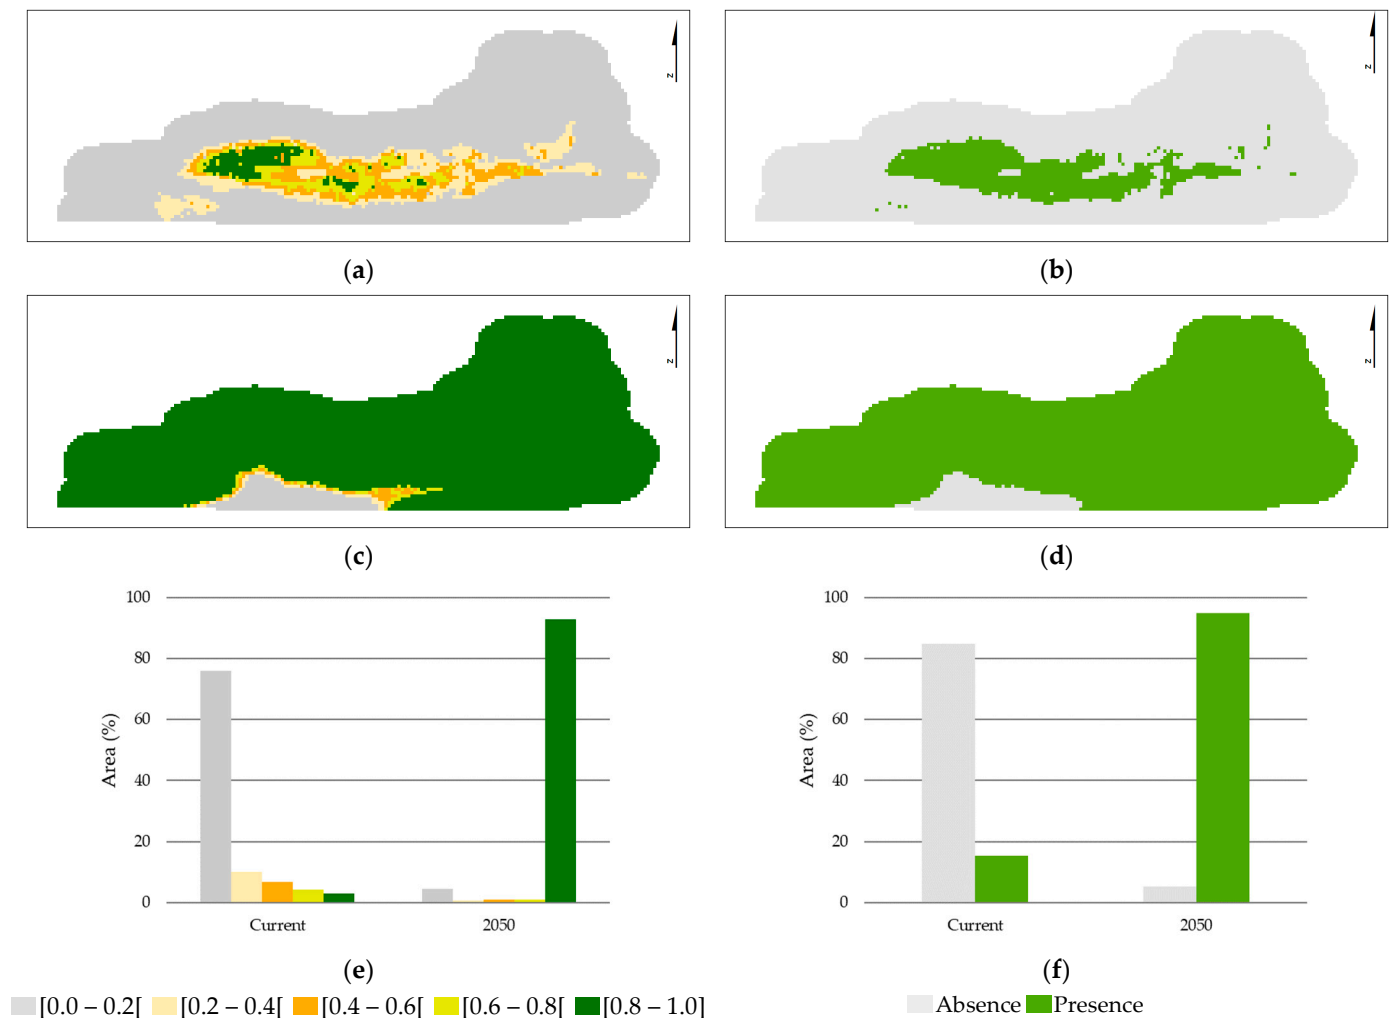 z
z
(a)
(b)
z
z
(c)
(d)
100
80
60
40
20
0
Area (%)
Current
2050
100
80
60
40
20
0
Area (%)
Current
2050
(e)
(f)
[0.0 – 0.2[ [0.2 – 0.4[ [0.4 – 0.6[ [0.6 – 0.8[ [0.8 – 1.0]
Absence Presence